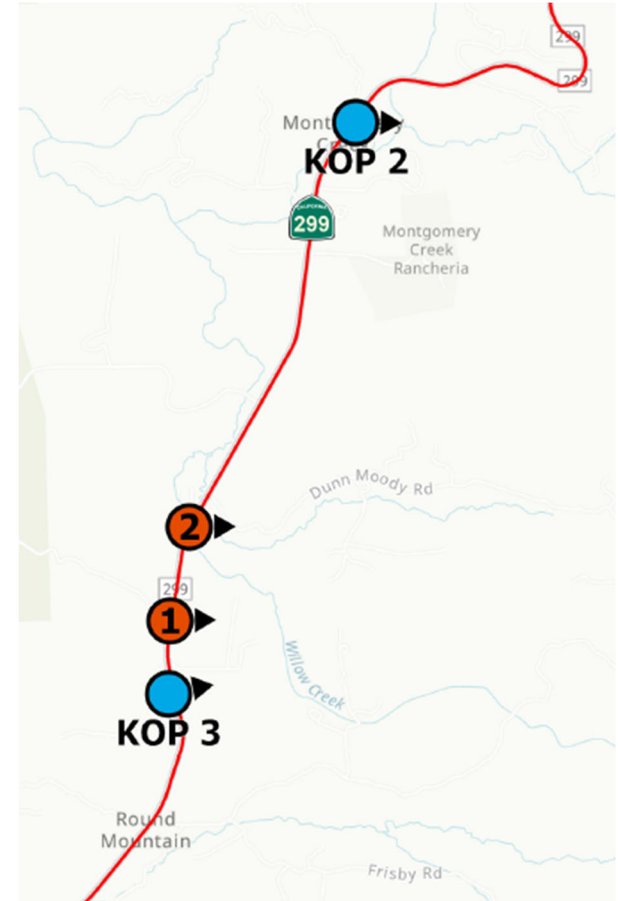 299
299
Montgomery
Creek
KOP 2
CALIFORNIA
299
Montgomery
Creek
Rancheria
Dunn Moody Rd
2
299
1
Willow Creek
KOP 3
Round
Mountain
Frisby Rd